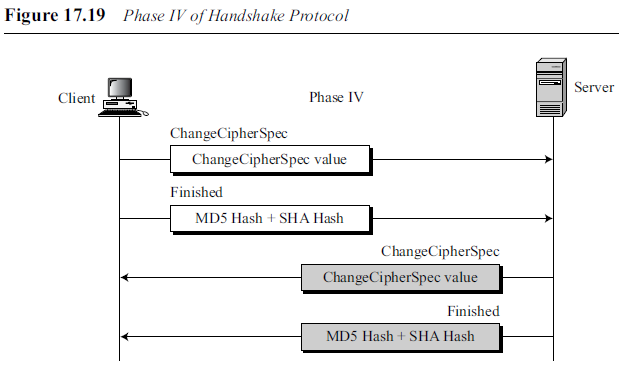 Figure 17.19 Phase IV of Handshake Protocol
Client
Phase IV
Server
ChangeCipherSpec
ChangeCipherSpec value
Finished
MD5 Hash + SHA Hash
ChangeCipherSpec
ChangeCipherSpec value
Finished
MD5 Hash + SHA Hash